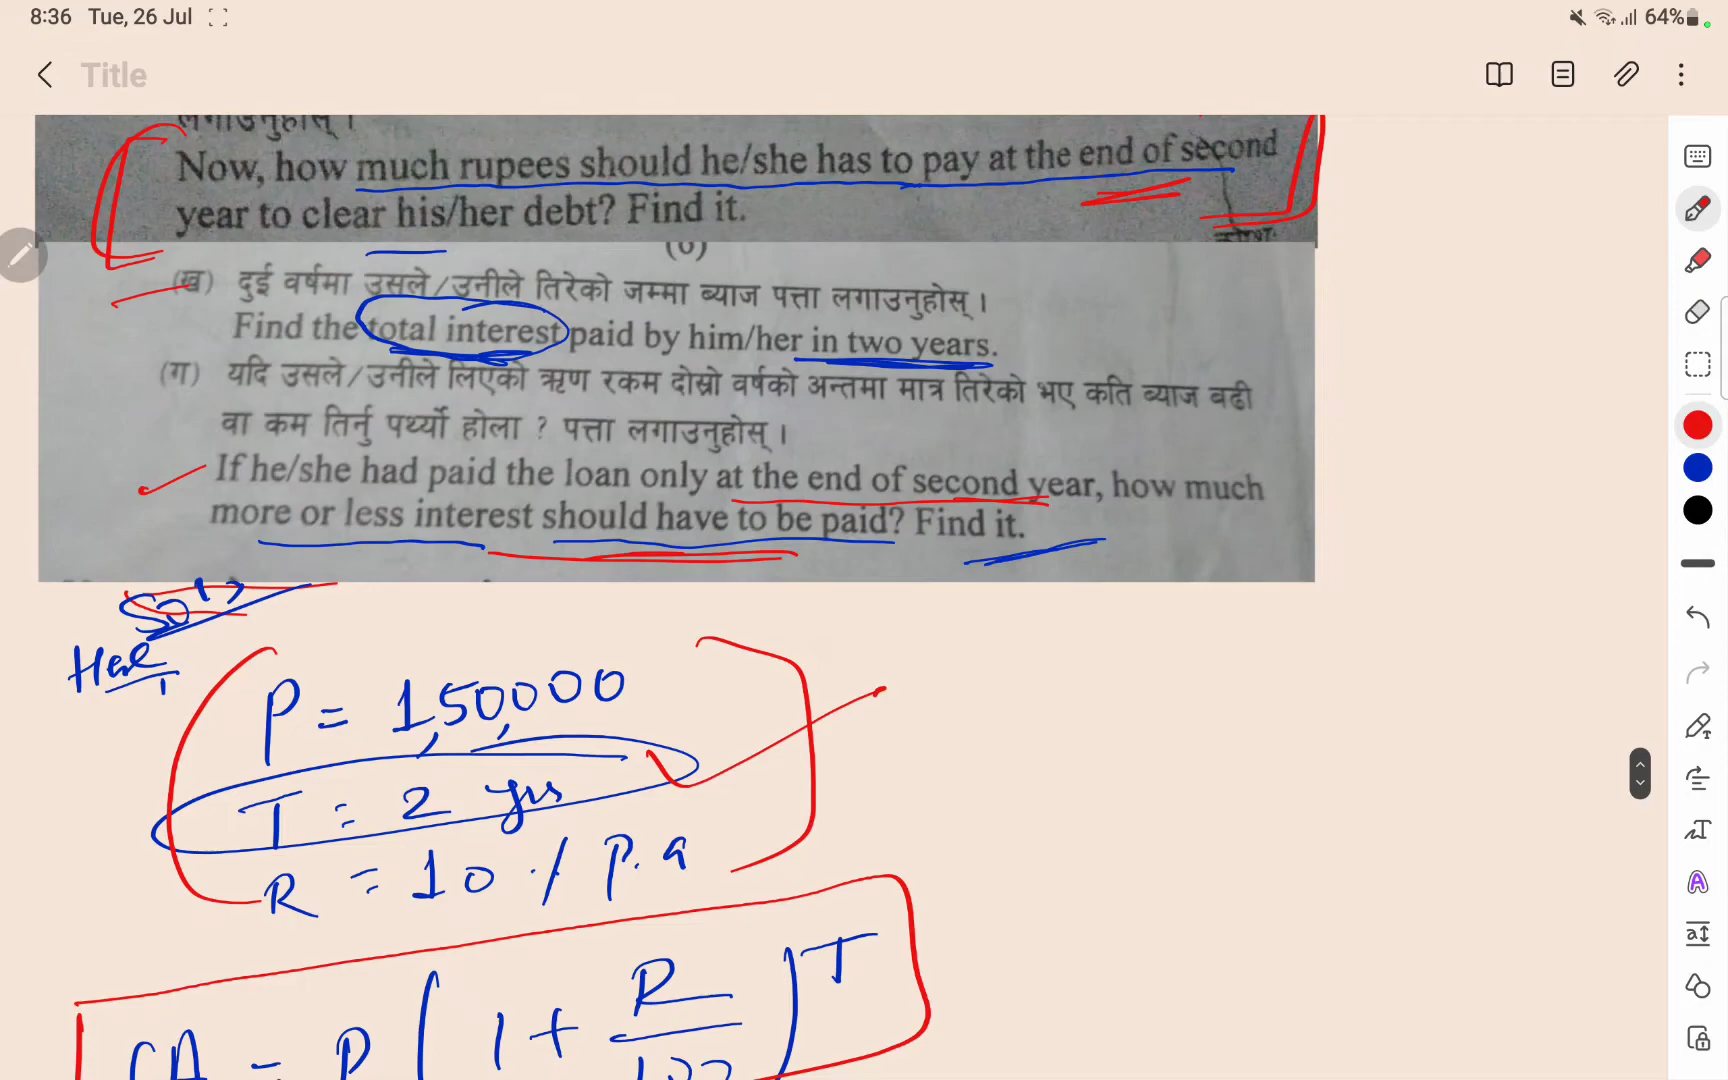 8:36 Tue, 26 Jul
64%
Title
लगाउनुहोस् ।
Now, how much rupees should he/she has to pay at the end of second
year to clear his/her debt? Find it.
(ख) दुई वर्षमा उसले/उनीले तिरेको जम्मा ब्याज पत्ता लगाउनुहोस् ।
Find the total interest paid by him/her in two years.
(ग) यदि उसले/उनीले लिएको ऋण रकम दोस्रो वर्षको अन्तमा मात्र तिरेको भए कति ब्याज बढी
वा कम तिर्नु पर्थ्यो होला ? पत्ता लगाउनुहोस् ।
If he/she had paid the loan only at the end of second year, how much
more or less interest should have to be paid? Find it.
Here
P = 1,50,000
T = 2 yrs
R = 10 % p.a
CA = P ( 1 + R/100 )^T